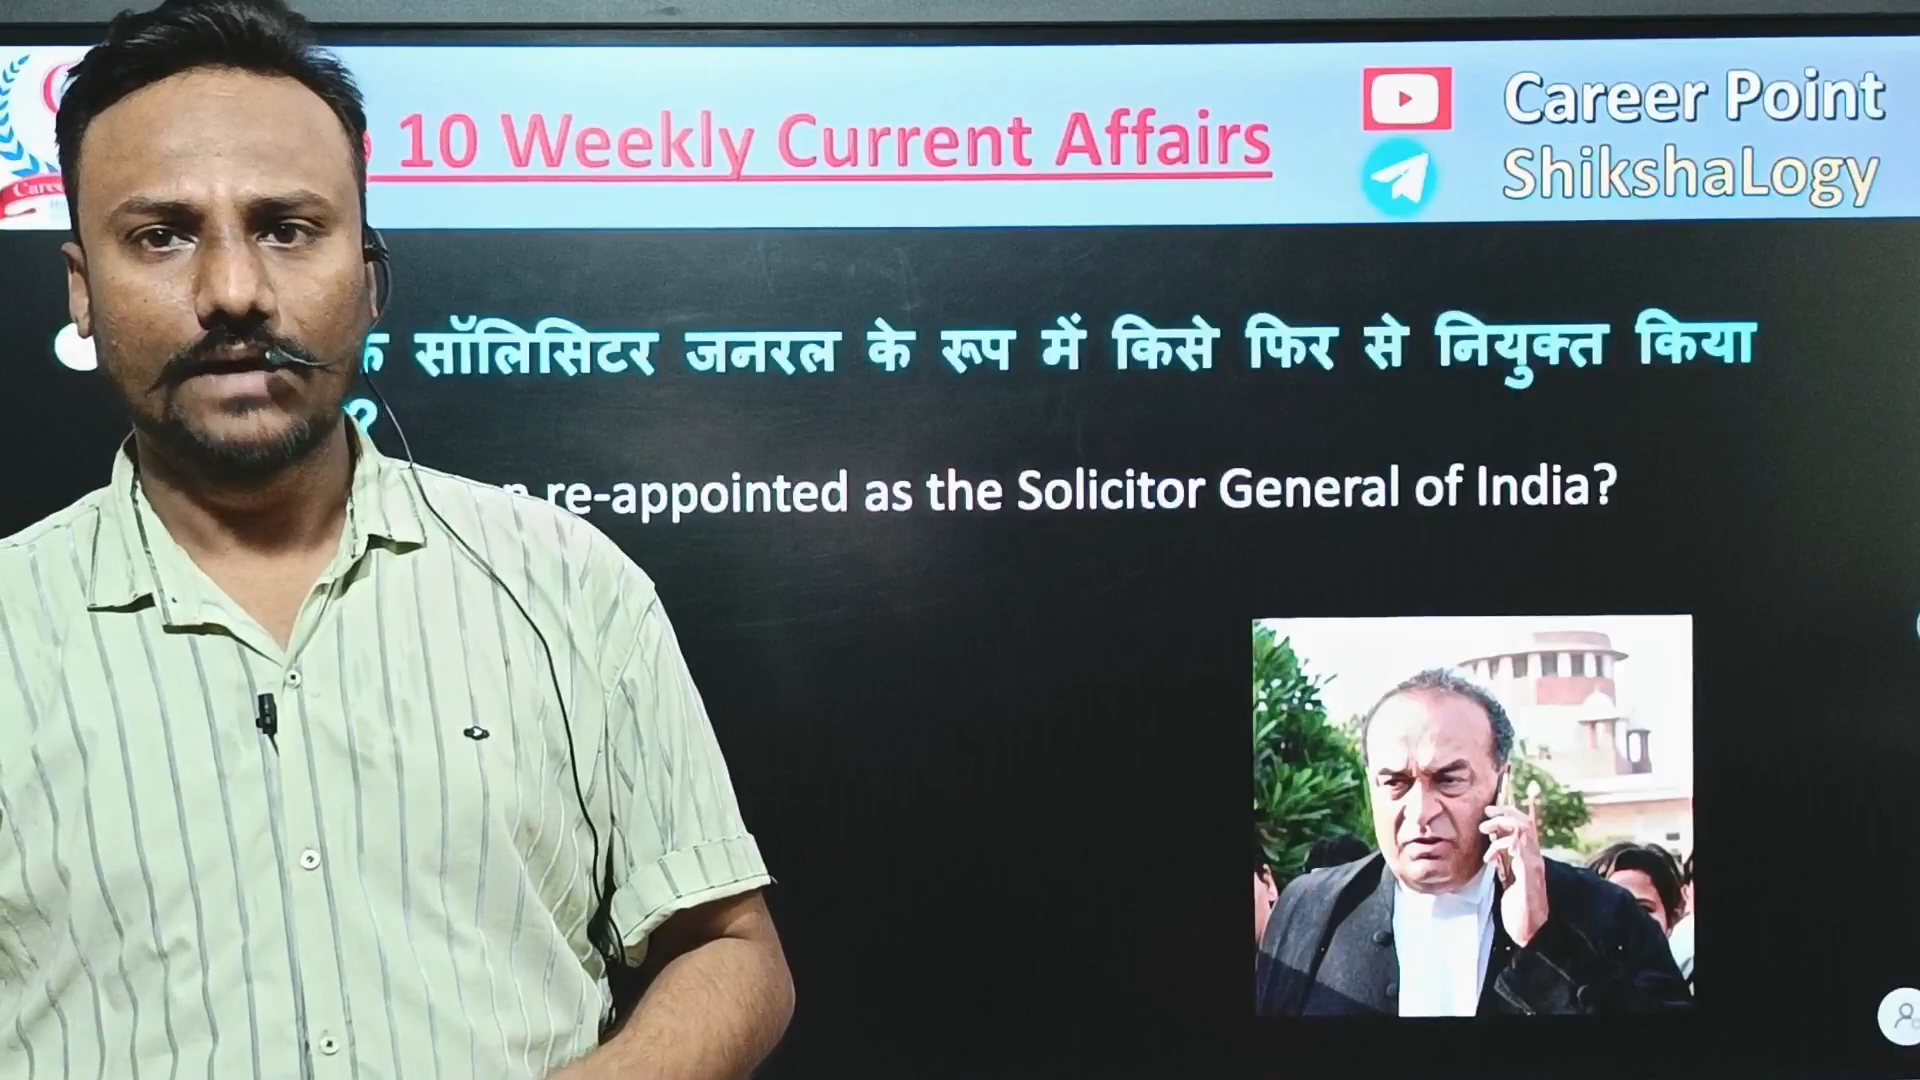 10 Weekly Current Affairs
Career Point
ShikshaLogy
सॉलिसिटर जनरल के रूप में किसे फिर से नियुक्त किया
?
re-appointed as the Solicitor General of India?